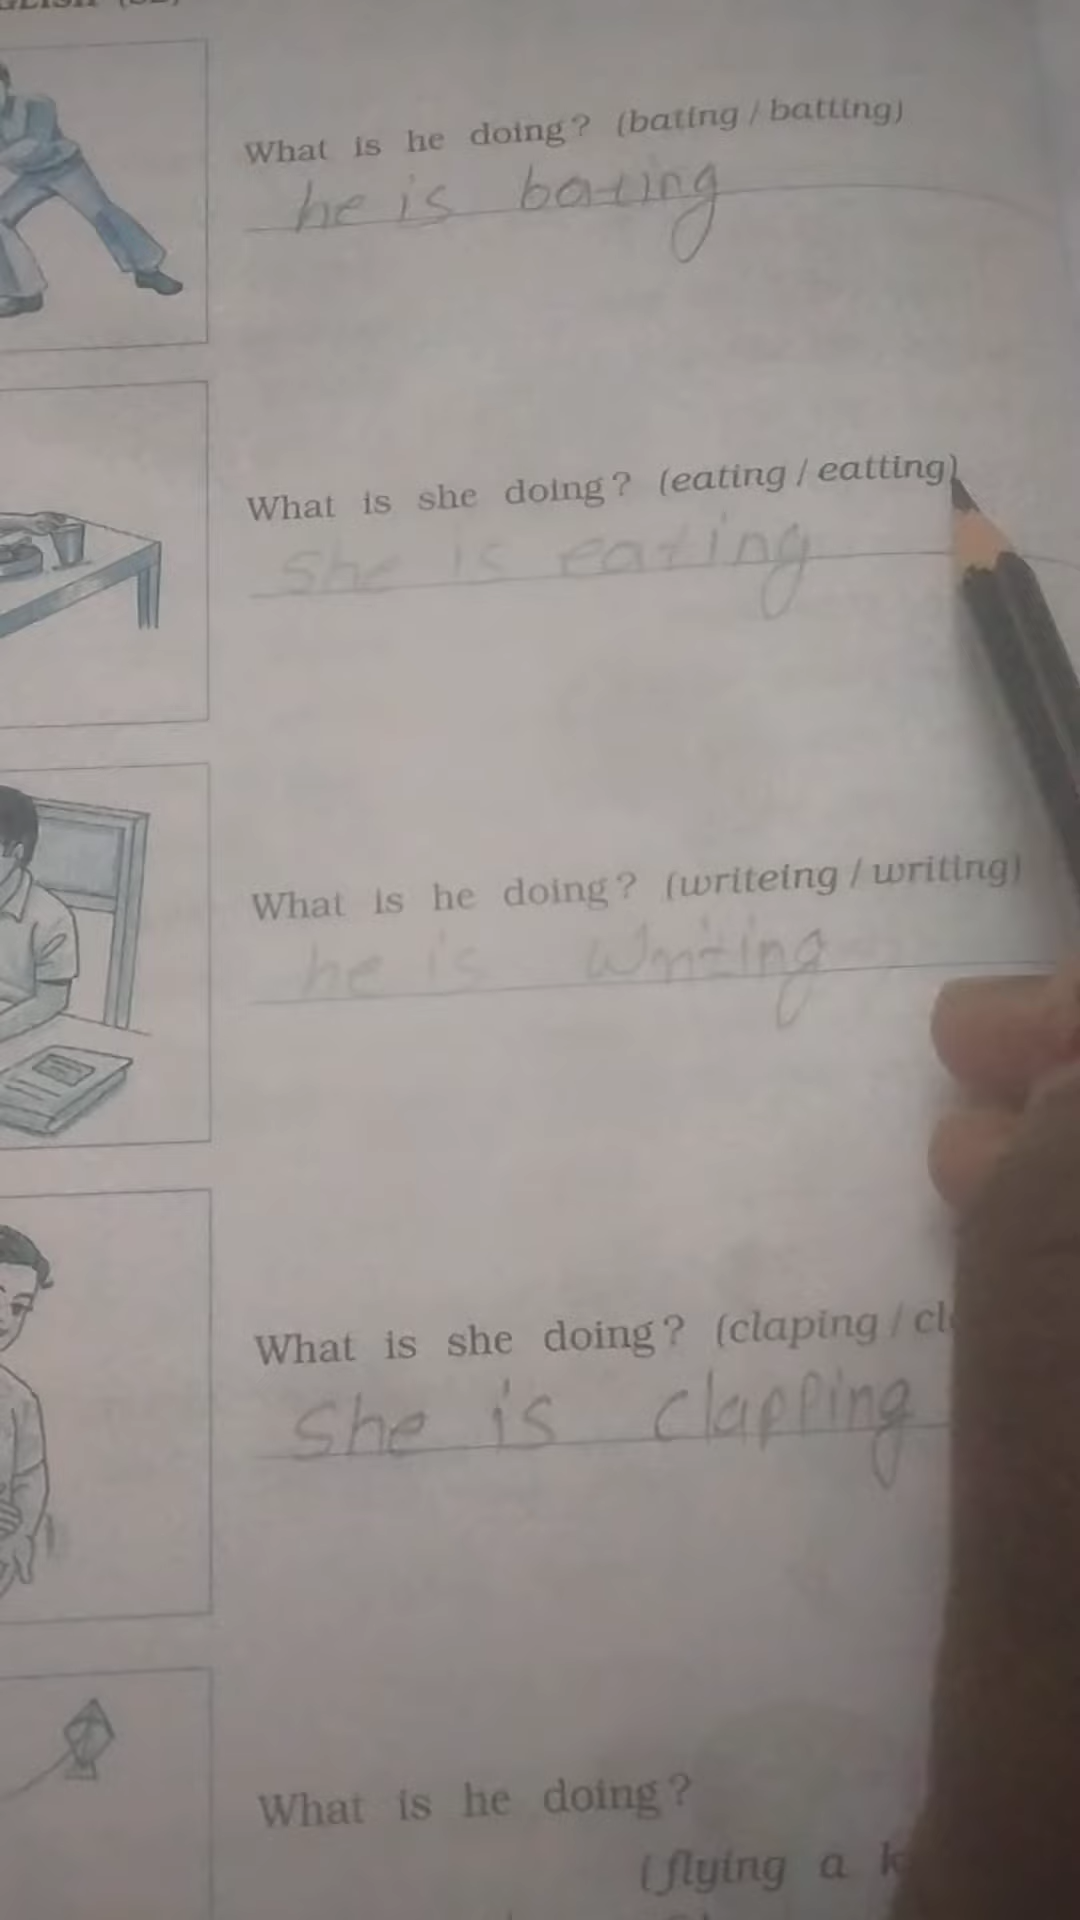 What is he doing? (bating / batting)
he is bating
What is she doing? (eating / eatting)
she is eating
What is he doing? (writeing / writing)
he is writing
What is she doing? (claping /
she is clapping
What is he doing?
(flying a